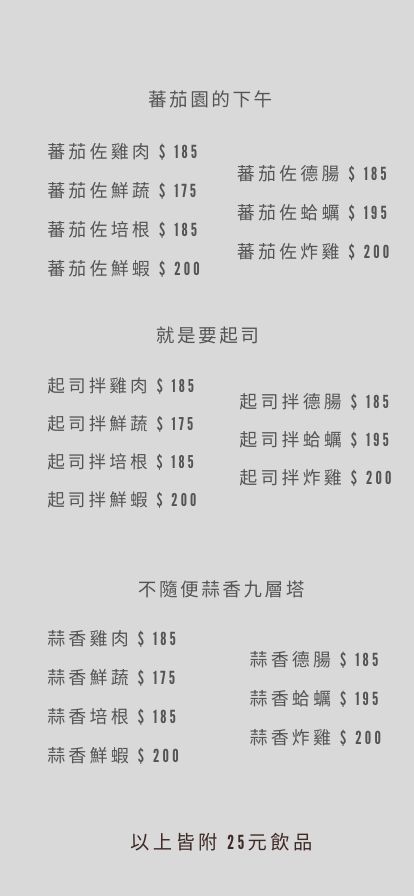 蕃茄園的下午
蕃茄佐雞肉 $ 185
蕃茄佐鮮蔬 $ 175
蕃茄佐培根 $ 185
蕃茄佐鮮蝦 $ 200
蕃茄佐德腸 $ 185
蕃茄佐蛤蠣 $ 195
蕃茄佐炸雞 $ 200
就是要起司
起司拌雞肉 $ 185
起司拌鮮蔬 $ 175
起司拌培根 $ 185
起司拌鮮蝦 $ 200
起司拌德腸 $ 185
起司拌蛤蠣 $ 195
起司拌炸雞 $ 200
不隨便蒜香九層塔
蒜香雞肉 $ 185
蒜香鮮蔬 $ 175
蒜香培根 $ 185
蒜香鮮蝦 $ 200
蒜香德腸 $ 185
蒜香蛤蠣 $ 195
蒜香炸雞 $ 200
以上皆附 25元飲品